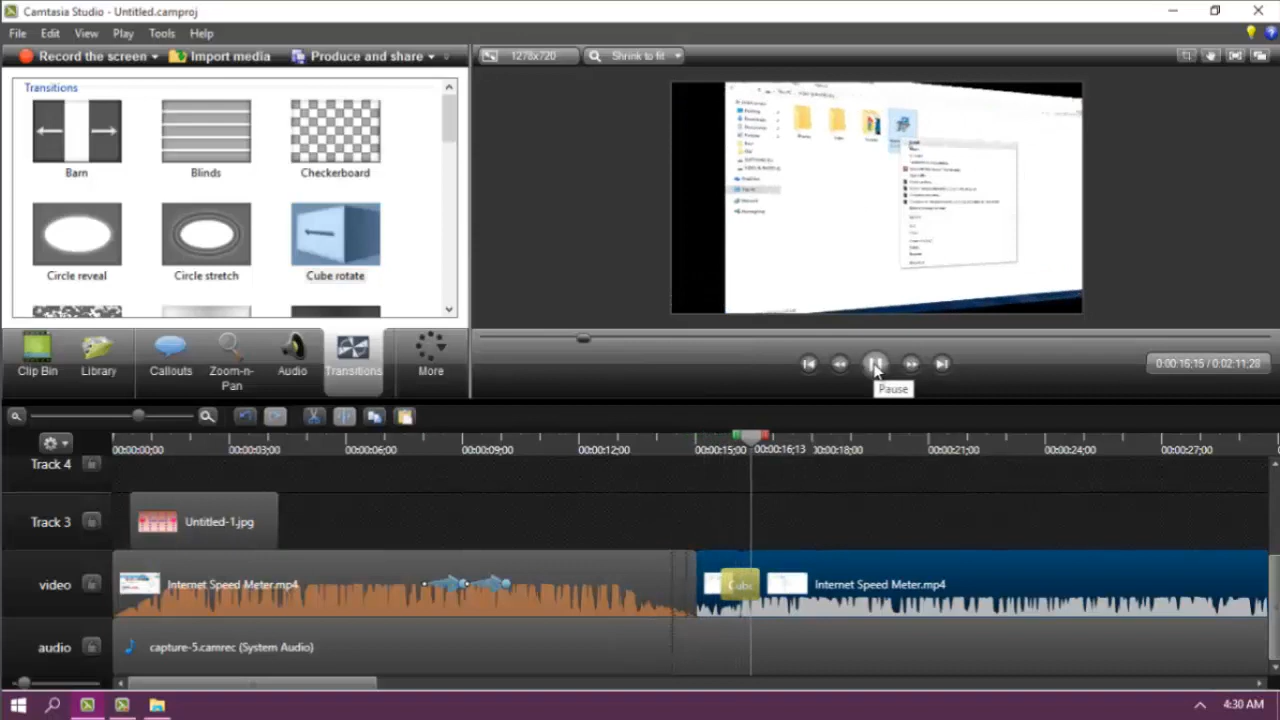 Camtasia Studio - Untitled.camproj
File Edit View Play Tools Help
Record the screen Import media Produce and share
1278x720 Shrink to fit
Transitions
Barn Blinds Checkerboard
Circle reveal Circle stretch Cube rotate
Clip Bin Library Callouts Zoom-n-Pan Audio Transitions More
0:00:16;15 / 0:02:11;28
Pause
00:00:00;00 00:00:03;00 00:00:06;00 00:00:09;00 00:00:12;00 00:00:15;00 00:00:16;13 00:00:18;00 00:00:21;00 00:00:24;00 00:00:27;00
Track 4
Track 3 Untitled-1.jpg
video Internet Speed Meter.mp4 Cube Internet Speed Meter.mp4
audio capture-5.camrec (System Audio)
4:30 AM